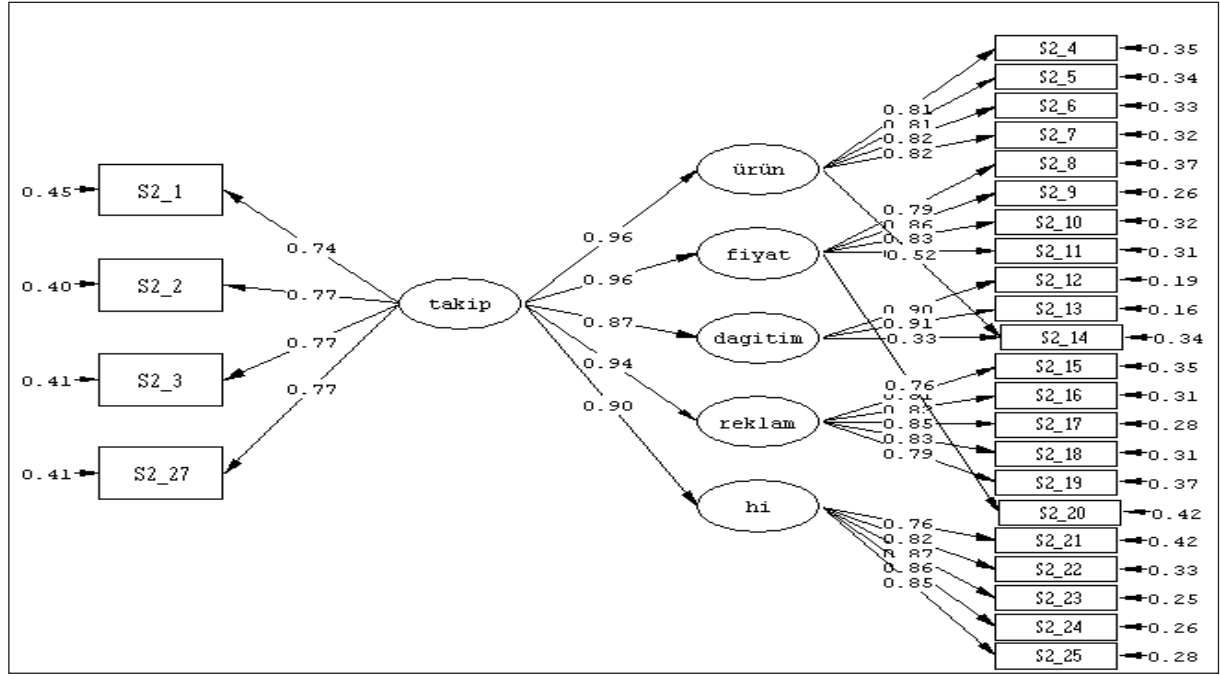 0.45 S2_1
0.40 S2_2
0.41 S2_3
0.41 S2_27
0.74
0.77
0.77
0.77
takip
0.96
0.96
0.87
0.94
0.90
ürün
fiyat
dagitim
reklam
hi
0.81
0.81
0.82
0.82
0.79
0.86
0.83
0.52
0.90
0.91
0.33
0.76
0.85
0.83
0.79
0.76
0.82
0.87
0.86
0.85
S2_4 0.35
S2_5 0.34
S2_6 0.33
S2_7 0.32
S2_8 0.37
S2_9 0.26
S2_10 0.32
S2_11 0.31
S2_12 0.19
S2_13 0.16
S2_14 0.34
S2_15 0.35
S2_16 0.31
S2_17 0.28
S2_18 0.31
S2_19 0.37
S2_20 0.42
S2_21 0.42
S2_22 0.33
S2_23 0.25
S2_24 0.26
S2_25 0.28